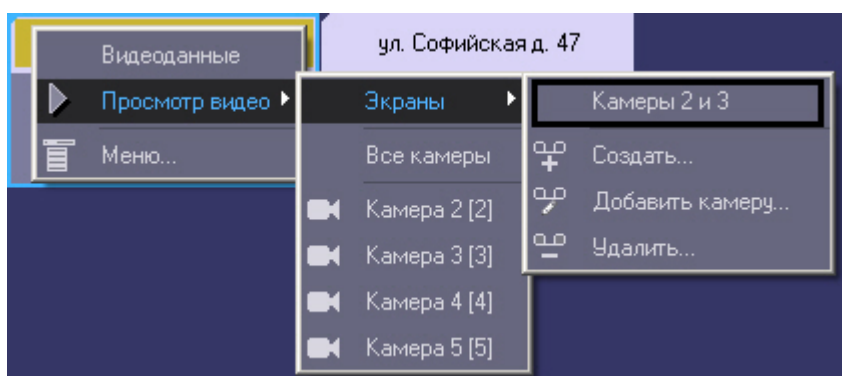 ул. Софийская д. 47
Видеоданные
Просмотр видео
Меню...
Экраны
Все камеры
Камера 2 [2]
Камера 3 [3]
Камера 4 [4]
Камера 5 [5]
Камеры 2 и 3
Создать...
Добавить камеру...
Удалить...